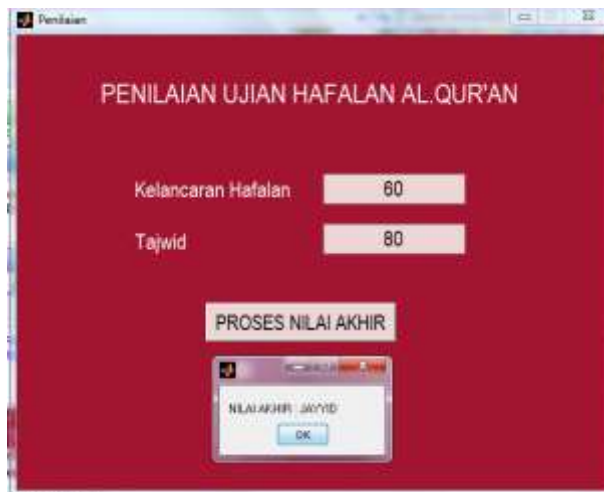 Penilaian
PENILAIAN UJIAN HAFALAN AL.QUR'AN
Kelancaran Hafalan 60
Tajwid 80
PROSES NILAI AKHIR
NILAI AKHIR : JAYYID
OK